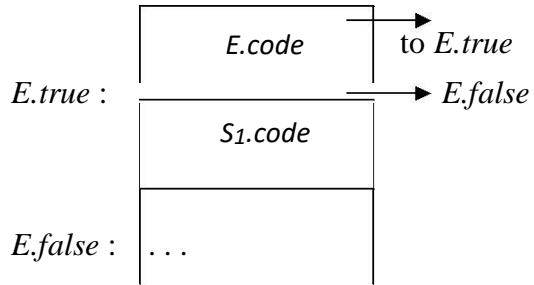 E.code to E.true
E.true : E.false
S1.code
E.false : . . .